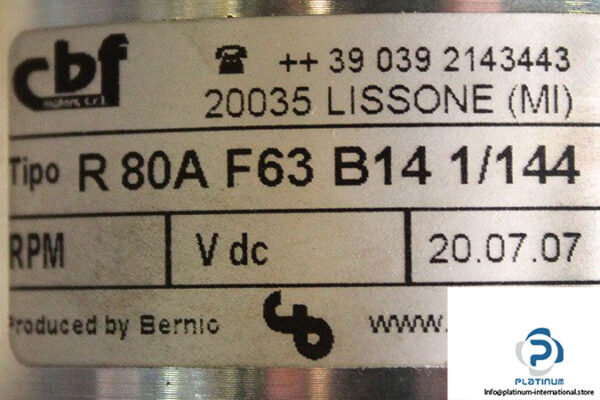 cbf
motors s.r.l.
☎ ++ 39 039 2143443
20035 LISSONE (MI)
Tipo R 80A F63 B14 1/144
RPM V dc 20.07.07
Produced by Bernio www.
PLATINUM
Info@platinum-international.store